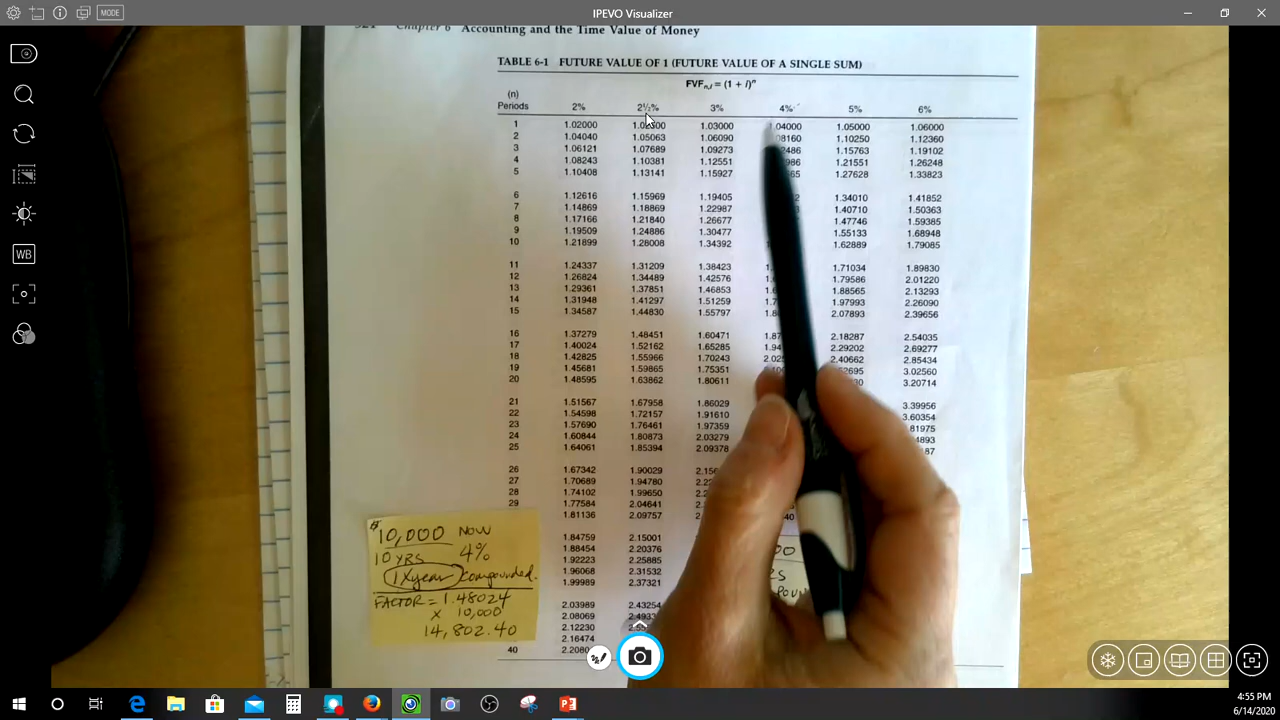 MODE
IPEVO Visualizer
Chapter 6 Accounting and the Time Value of Money
TABLE 6-1 FUTURE VALUE OF 1 (FUTURE VALUE OF A SINGLE SUM)
FVFn,i = (1 + i)^n
(n)
Periods 2% 2½% 3% 4% 5% 6%
1 1.02000 1.03000 1.04000 1.05000 1.06000
2 1.04040 1.05063 1.06090 1.10250 1.12360
3 1.06121 1.07689 1.09273 1.15763 1.19102
4 1.08243 1.10381 1.12551 1.21551 1.26248
5 1.10408 1.13141 1.15927 1.27628 1.33823
6 1.12616 1.15969 1.19405 1.34010 1.41852
7 1.14869 1.18869 1.22987 1.40710 1.50363
8 1.17166 1.21840 1.26677 1.47746 1.59385
9 1.19509 1.24886 1.30477 1.55133 1.68948
10 1.21899 1.28008 1.34392 1.62889 1.79085
11 1.24337 1.31209 1.38423 1.71034 1.89830
12 1.26824 1.34489 1.42576 1.79586 2.01220
13 1.29361 1.37851 1.46853 1.88565 2.13293
14 1.31948 1.41297 1.51259 1.97993 2.26090
15 1.34587 1.44830 1.55797 2.07893 2.39656
16 1.37279 1.48451 1.60471 2.18287 2.54035
17 1.40024 1.52162 1.65285 2.29202 2.69277
18 1.42825 1.55966 1.70243 2.40662 2.85434
19 1.45681 1.59865 1.75351 3.02560
20 1.48595 1.63862 1.80611 3.20714
21 1.51567 1.67958 1.86029 3.39956
22 1.54598 1.72157 1.91610 3.60354
23 1.57690 1.76461 1.97359
24 1.60844 1.80873 2.03279
25 1.64061 1.85394 2.09378
26 1.67342 1.90029
27 1.70689 1.94780
28 1.74102 1.99650
29 1.77584 2.04641
1.81136 2.09757
1.84759 2.15001
1.88454 2.20376
1.92223 2.25885
1.96068 2.31532
1.99989 2.37321
2.03989 2.43254
2.08069
2.12230
2.16474
40
$10,000 NOW
10 YRS 4%
1 x year compounded.
FACTOR = 1.48024
x 10,000
14,802.40
4:55 PM
6/14/2020